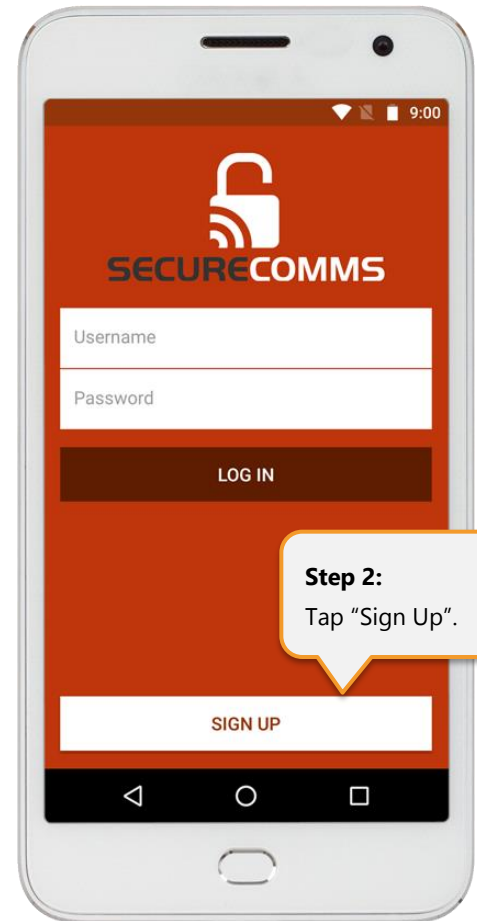 9:00
SECURECOMMS
Username
Password
LOG IN
Step 2:
Tap “Sign Up”.
SIGN UP